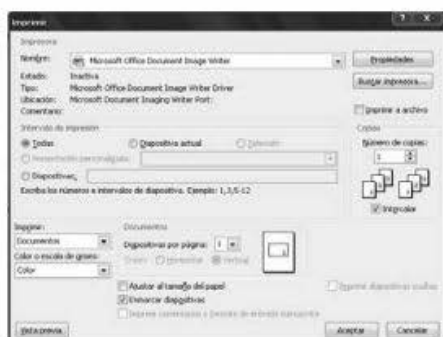 Imprimir
Impresora
Nombre: Microsoft Office Document Image Writer
Propiedades
Estado: Inactiva
Buscar impresora...
Tipo: Microsoft Office Document Image Writer Driver
Ubicación: Microsoft Document Imaging Writer Port:
Comentario:
Imprimir a archivo
Intervalo de impresión
Copias
Todas
Diapositiva actual
Selección
Número de copias:
Presentación personalizada:
1
Diapositivas:
Escriba los números e intervalos de diapositiva. Ejemplo: 1,3,5-12
Intercalar
Imprimir:
Documentos
Documentos
Diapositivas por página: 1
Color o escala de grises:
Orden: Horizontal Vertical
Color
Ajustar al tamaño del papel
Imprimir diapositivas ocultas
Enmarcar diapositivas
Imprimir comentarios y
Vista previa
Aceptar
Cancelar